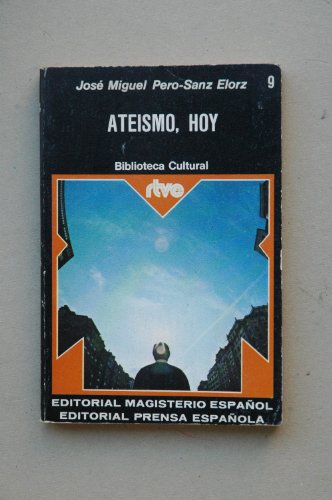 José Miguel Pero-Sanz Elorz 9
ATEISMO, HOY
Biblioteca Cultural
rtve
EDITORIAL MAGISTERIO ESPAÑOL
EDITORIAL PRENSA ESPAÑOLA